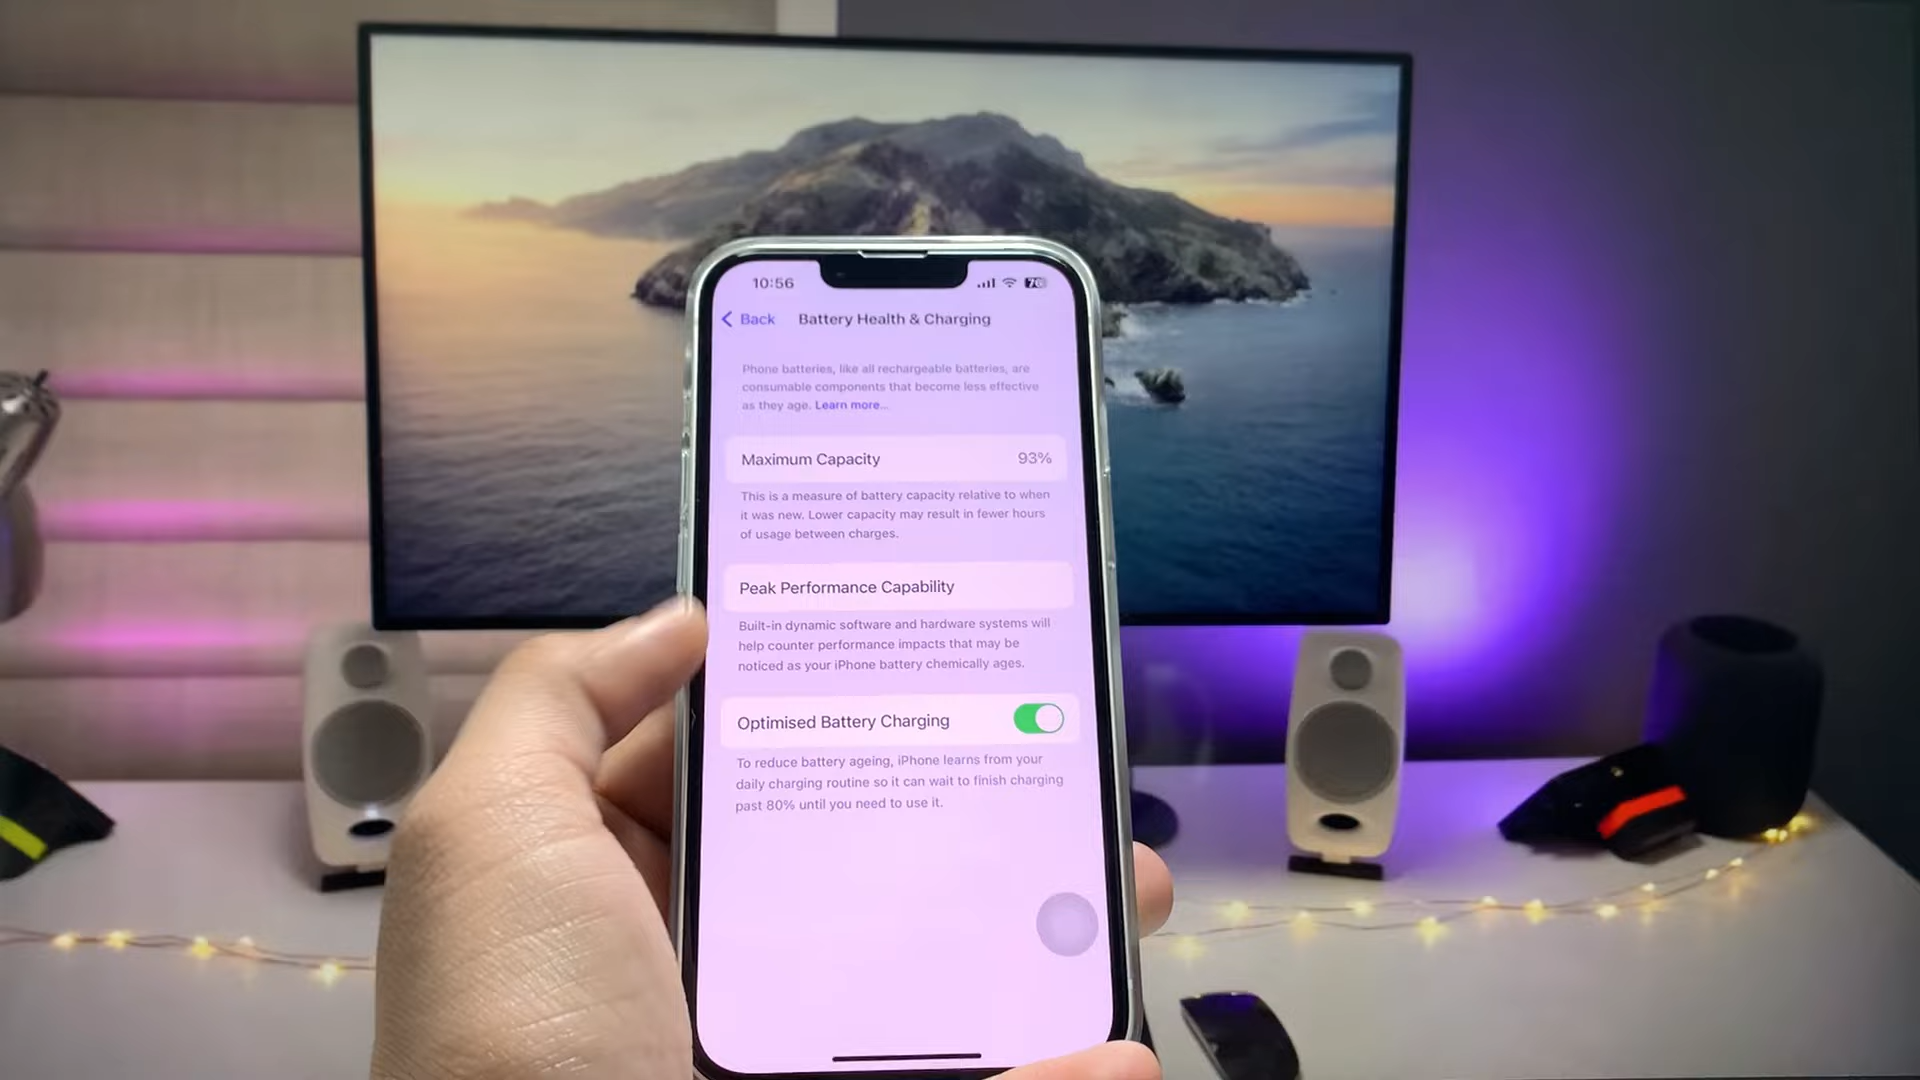 10:56
Back Battery Health & Charging
Phone batteries, like all rechargeable batteries, are
consumable components that become less effective
as they age. Learn more...
Maximum Capacity 93%
This is a measure of battery capacity relative to when
it was new. Lower capacity may result in fewer hours
of usage between charges.
Peak Performance Capability
Built-in dynamic software and hardware systems will
help counter performance impacts that may be
noticed as your iPhone battery chemically ages.
Optimised Battery Charging
To reduce battery ageing, iPhone learns from your
daily charging routine so it can wait to finish charging
past 80% until you need to use it.